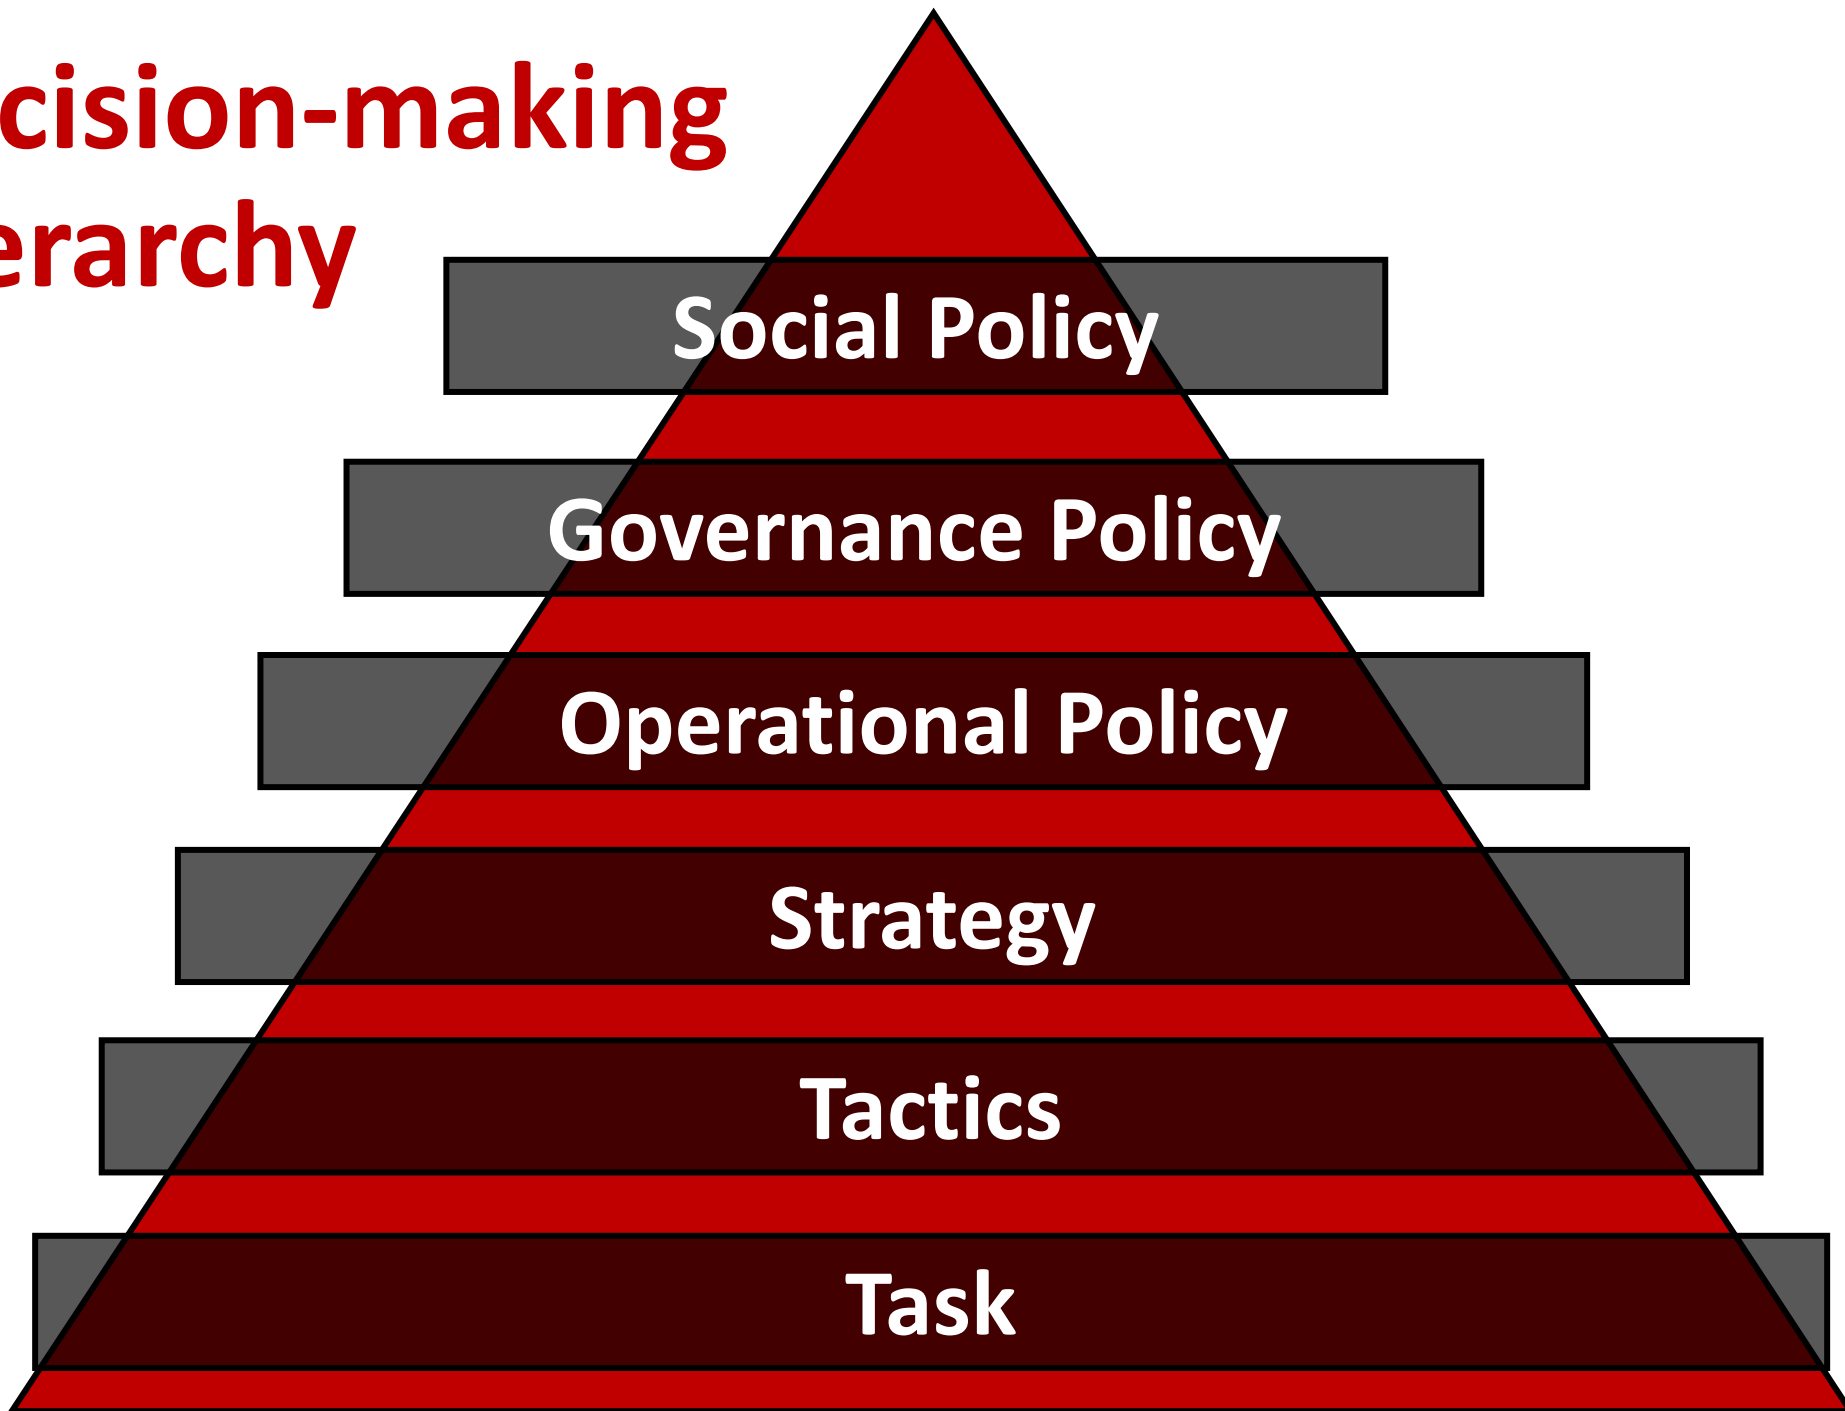 cision-making
erarchy
Social Policy
Governance Policy
Operational Policy
Strategy
Tactics
Task